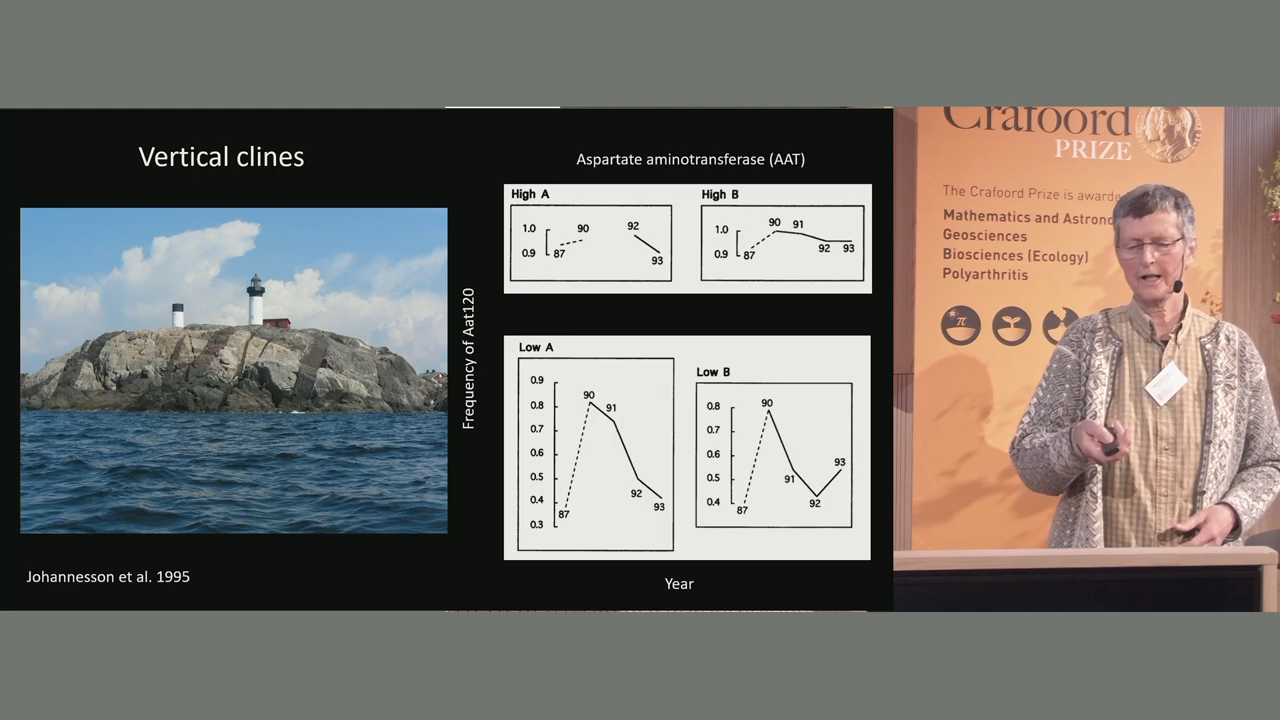 Vertical clines
Johannesson et al. 1995
Aspartate aminotransferase (AAT)
Frequency of Aat120
High A
1.0
0.9
87
90
92
93
High B
1.0
0.9
87
90
91
92
93
Low A
0.9
0.8
0.7
0.6
0.5
0.4
0.3
87
90
91
92
93
Low B
0.8
0.7
0.6
0.5
0.4
87
90
91
92
93
Year
Crafoord
PRIZE
The Crafoord Prize is awarde
Mathematics and Astrono
Geosciences
Biosciences (Ecology)
Polyarthritis
π